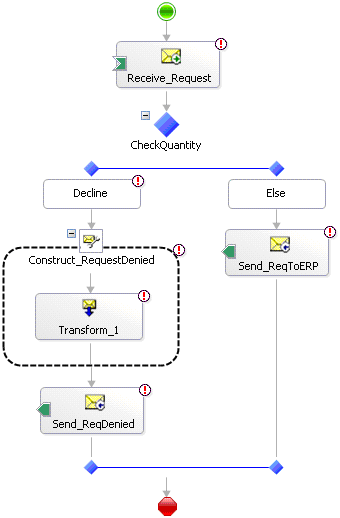 Receive_Request
CheckQuantity
Decline
Else
Construct_RequestDenied
Send_ReqToERP
Transform_1
Send_ReqDenied